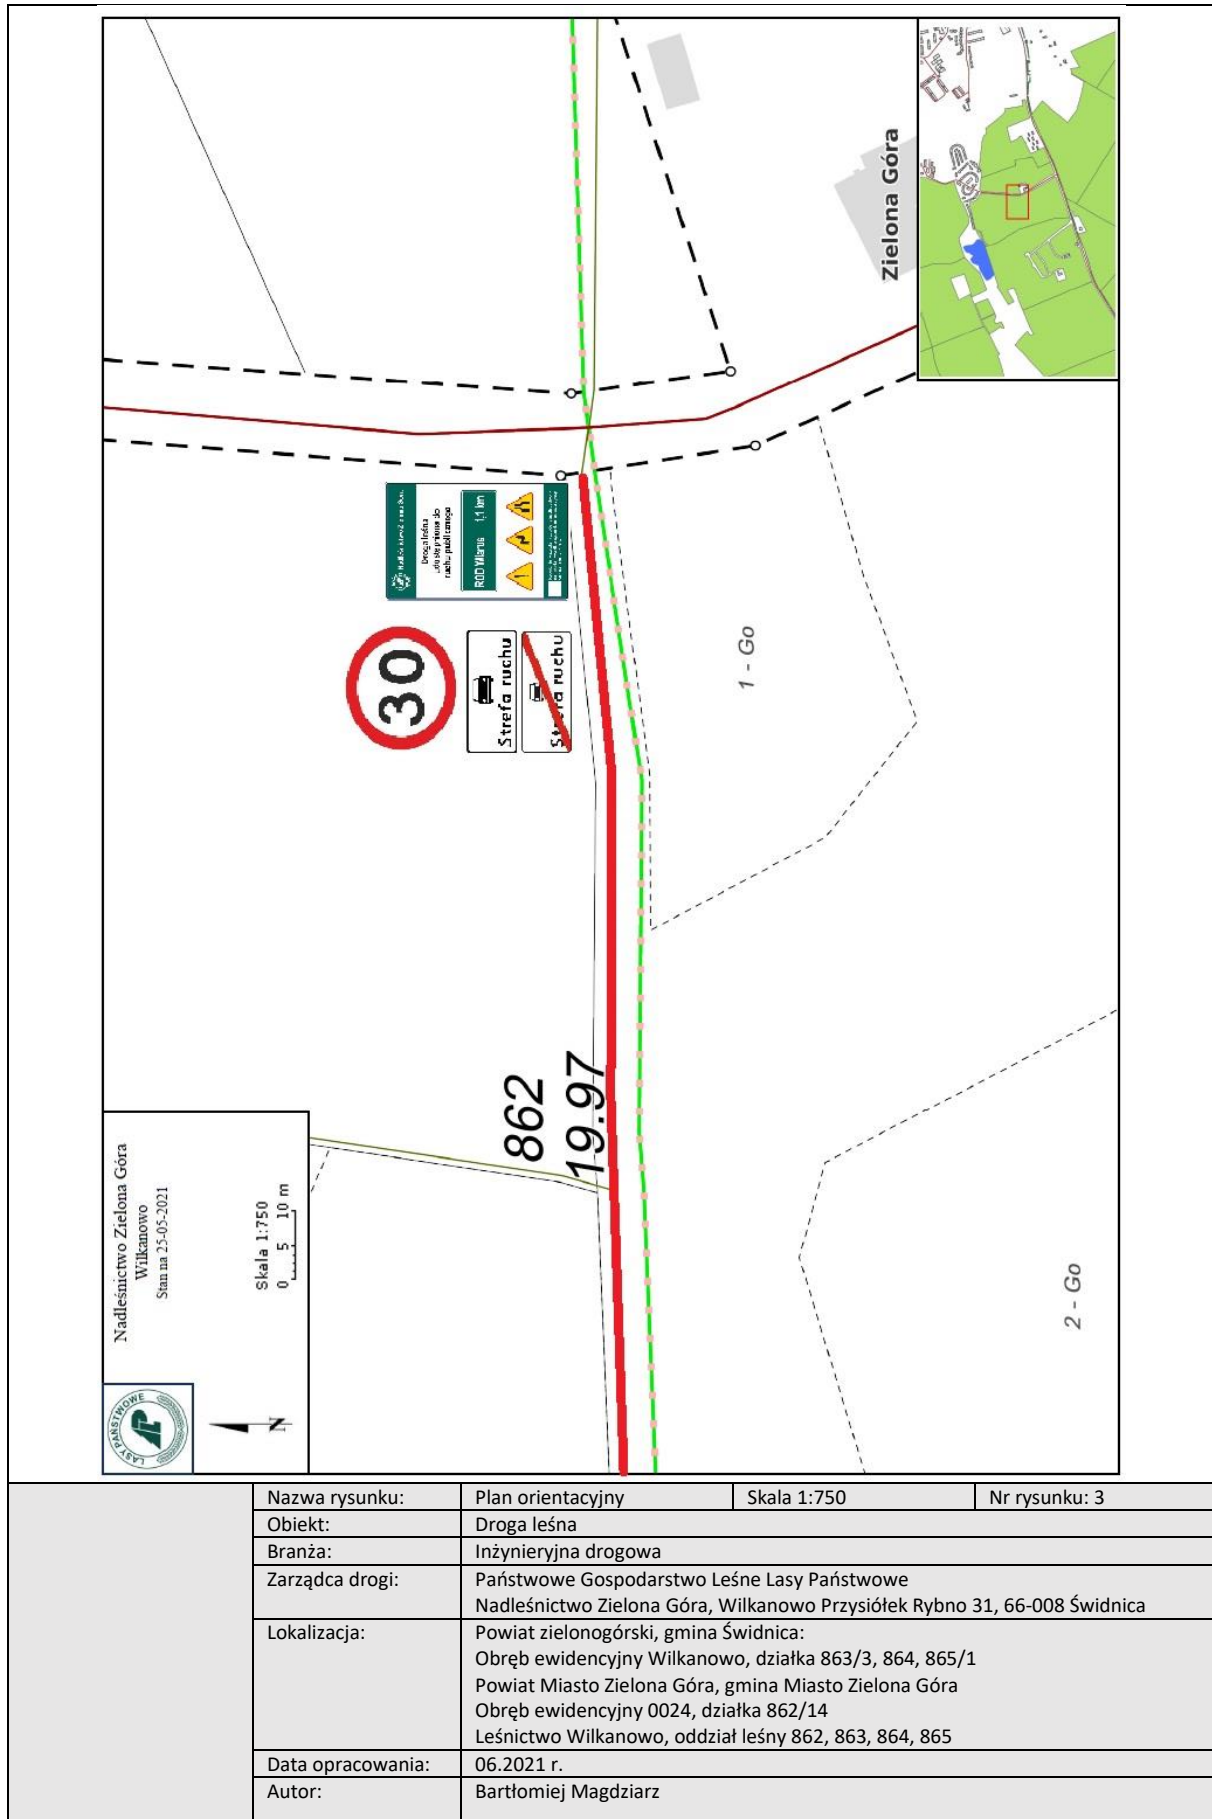 Zielona Góra
Droga leśna
udostępniona do
ruchu publicznego
1,1 km
30
Strefa ruchu
Strefa ruchu
1 - Go
862
19.97
2 - Go
Nadleśnictwo Zielona Góra
Wilkanowo
Stan na 25-05-2021
Skala 1:750
0 5 10 m
LASY PAŃSTWOWE
N
Nazwa rysunku: Plan orientacyjny Skala 1:750 Nr rysunku: 3
Obiekt: Droga leśna
Branża: Inżynieryjna drogowa
Zarządca drogi: Państwowe Gospodarstwo Leśne Lasy Państwowe
Nadleśnictwo Zielona Góra, Wilkanowo Przysiółek Rybno 31, 66-008 Świdnica
Lokalizacja: Powiat zielonogórski, gmina Świdnica:
Obręb ewidencyjny Wilkanowo, działka 863/3, 864, 865/1
Powiat Miasto Zielona Góra, gmina Miasto Zielona Góra
Obręb ewidencyjny 0024, działka 862/14
Leśnictwo Wilkanowo, oddział leśny 862, 863, 864, 865
Data opracowania: 06.2021 r.
Autor: Bartłomiej Magdziarz